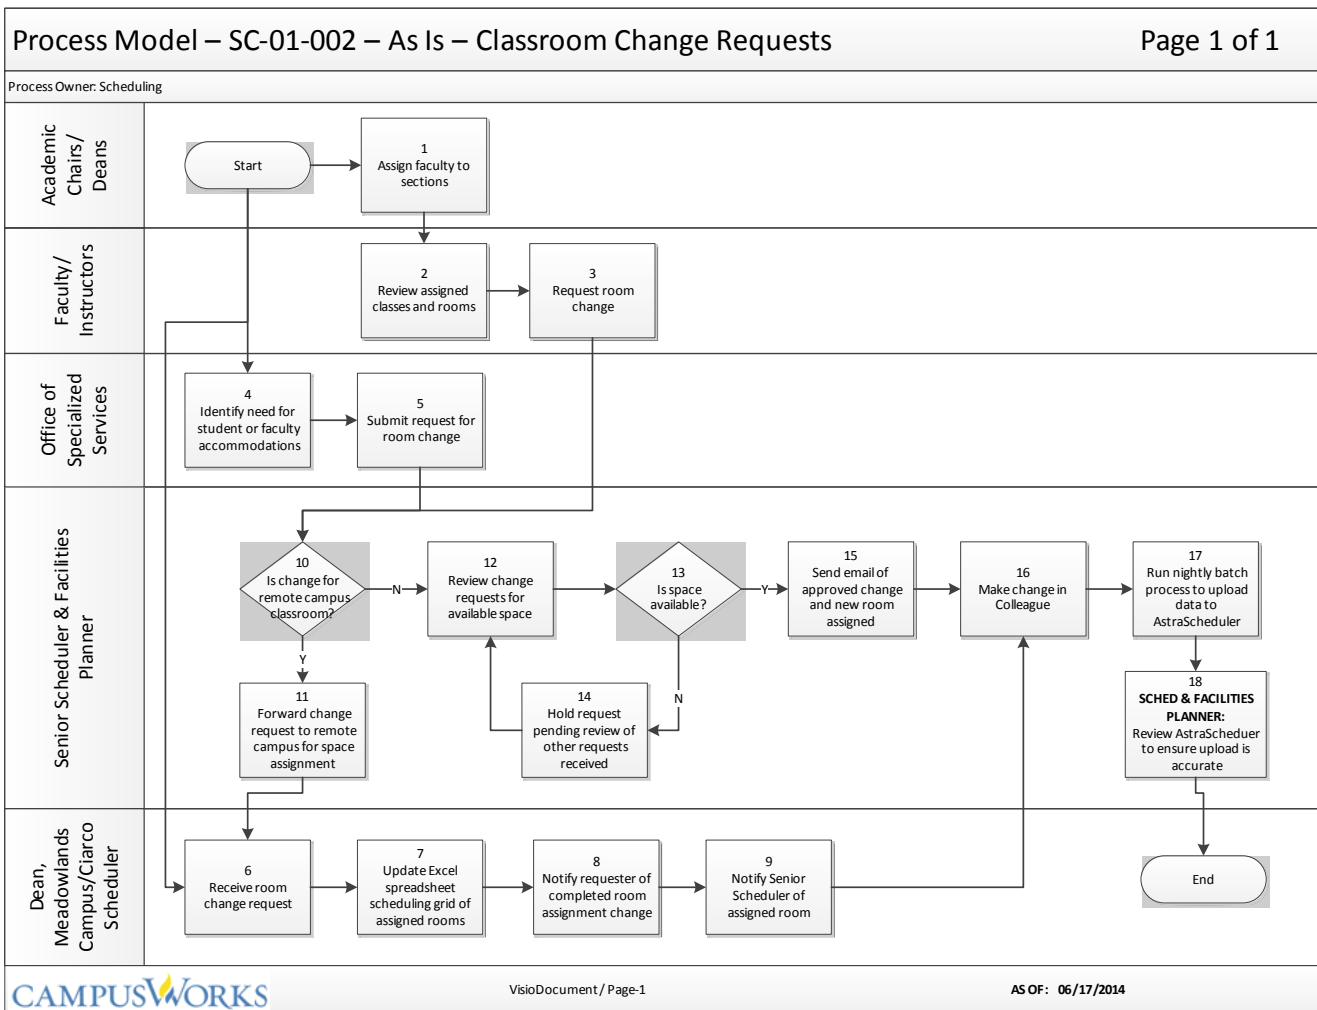 Process Model – SC-01-002 – As Is – Classroom Change Requests
Page 1 of 1
Process Owner: Scheduling
Academic
Chairs/
Deans
Start
1
Assign faculty to
sections
Faculty/
Instructors
2
Review assigned
classes and rooms
3
Request room
change
Office of
Specialized
Services
4
Identify need for
student or faculty
accommodations
5
Submit request for
room change
Senior Scheduler & Facilities
Planner
10
Is change for
remote campus
classroom?
N
12
Review change
requests for
available space
13
Is space
available?
Y
15
Send email of
approved change
and new room
assigned
16
Make change in
Colleague
17
Run nightly batch
process to upload
data to
AstraScheduler
Y
11
Forward change
request to remote
campus for space
assignment
14
Hold request
pending review of
other requests
received
N
18
SCHED & FACILITIES
PLANNER:
Review AstraScheduer
to ensure upload is
accurate
Dean,
Meadowlands
Campus/Ciarco
Scheduler
6
Receive room
change request
7
Update Excel
spreadsheet
scheduling grid of
assigned rooms
8
Notify requester of
completed room
assignment change
9
Notify Senior
Scheduler of
assigned room
End
CAMPUSWORKS
VisioDocument / Page-1
AS OF: 06/17/2014